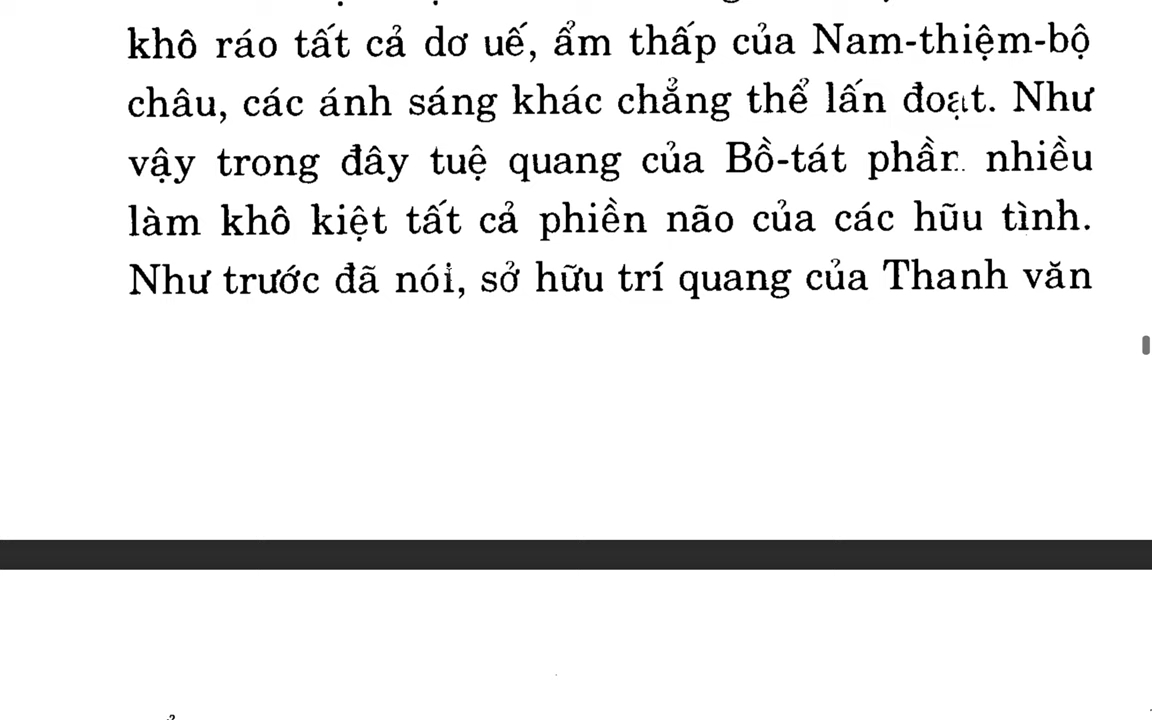 khô ráo tất cả dơ uế, ẩm thấp của Nam-thiệm-bộ
châu, các ánh sáng khác chẳng thể lấn đoạt. Như
vậy trong đây tuệ quang của Bồ-tát phần nhiều
làm khô kiệt tất cả phiền não của các hữu tình.
Như trước đã nói, sở hữu trí quang của Thanh văn